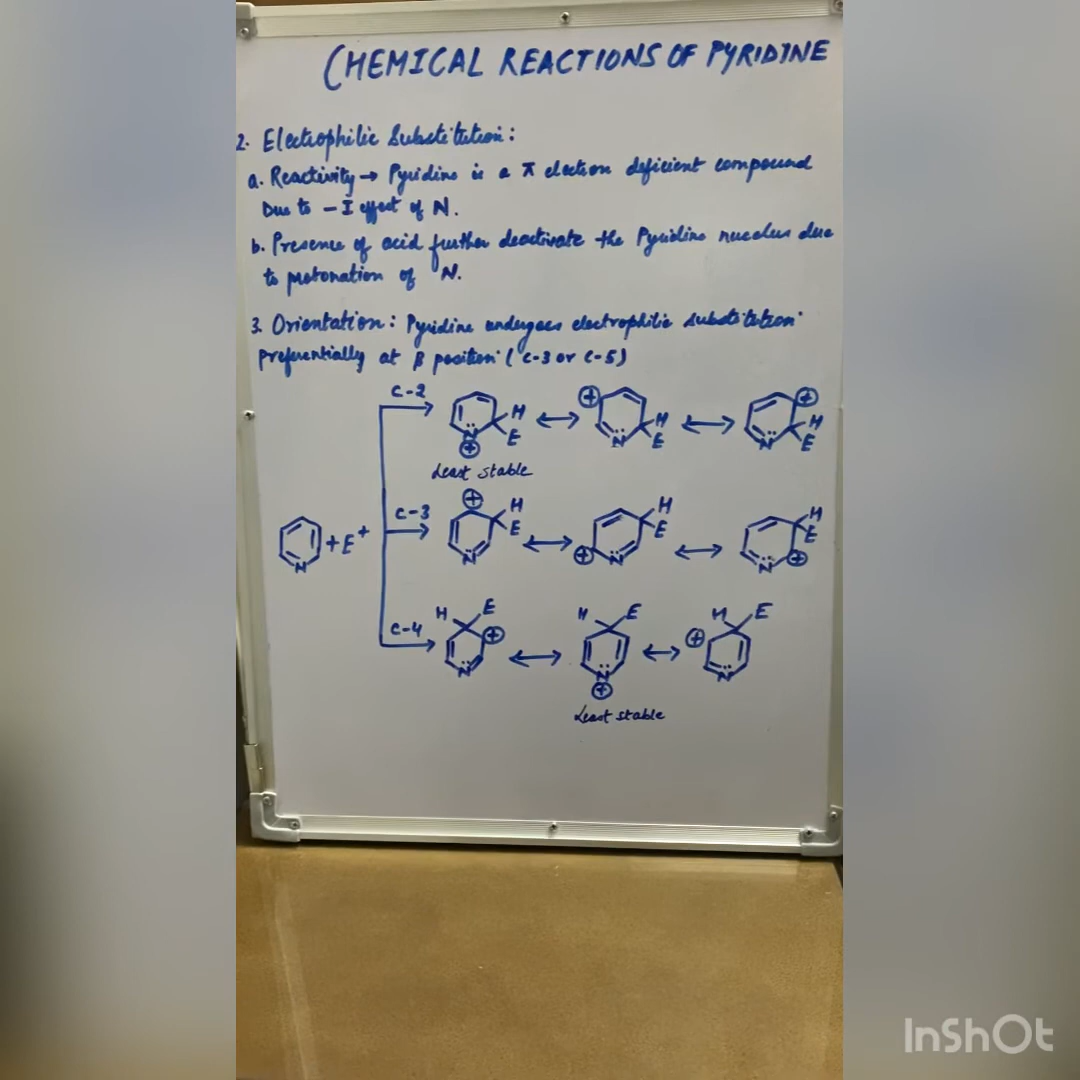 CHEMICAL REACTIONS OF PYRIDINE
2. Electrophilic Substitution:
a. Reactivity → Pyridine is a π election deficient compound
Due to - I effect of N.
b. Presence of acid further deactivate the Pyridine nucelus due
to protonation of N.
3. Orientation: Pyridine undergoes electrophilic substitution
preferentially at β position (C-3 or C-5)
C-2
H
E
N
⊕
↔
⊕
H
E
N
↔
⊕
H
E
N
Least stable
N
+ E+
C-3
⊕
H
E
N
↔
H
E
⊕
N
↔
H
E
N
⊕
C-4
H
E
⊕
N
↔
H
E
N
⊕
↔
⊕
H
E
N
Least stable
InShOt